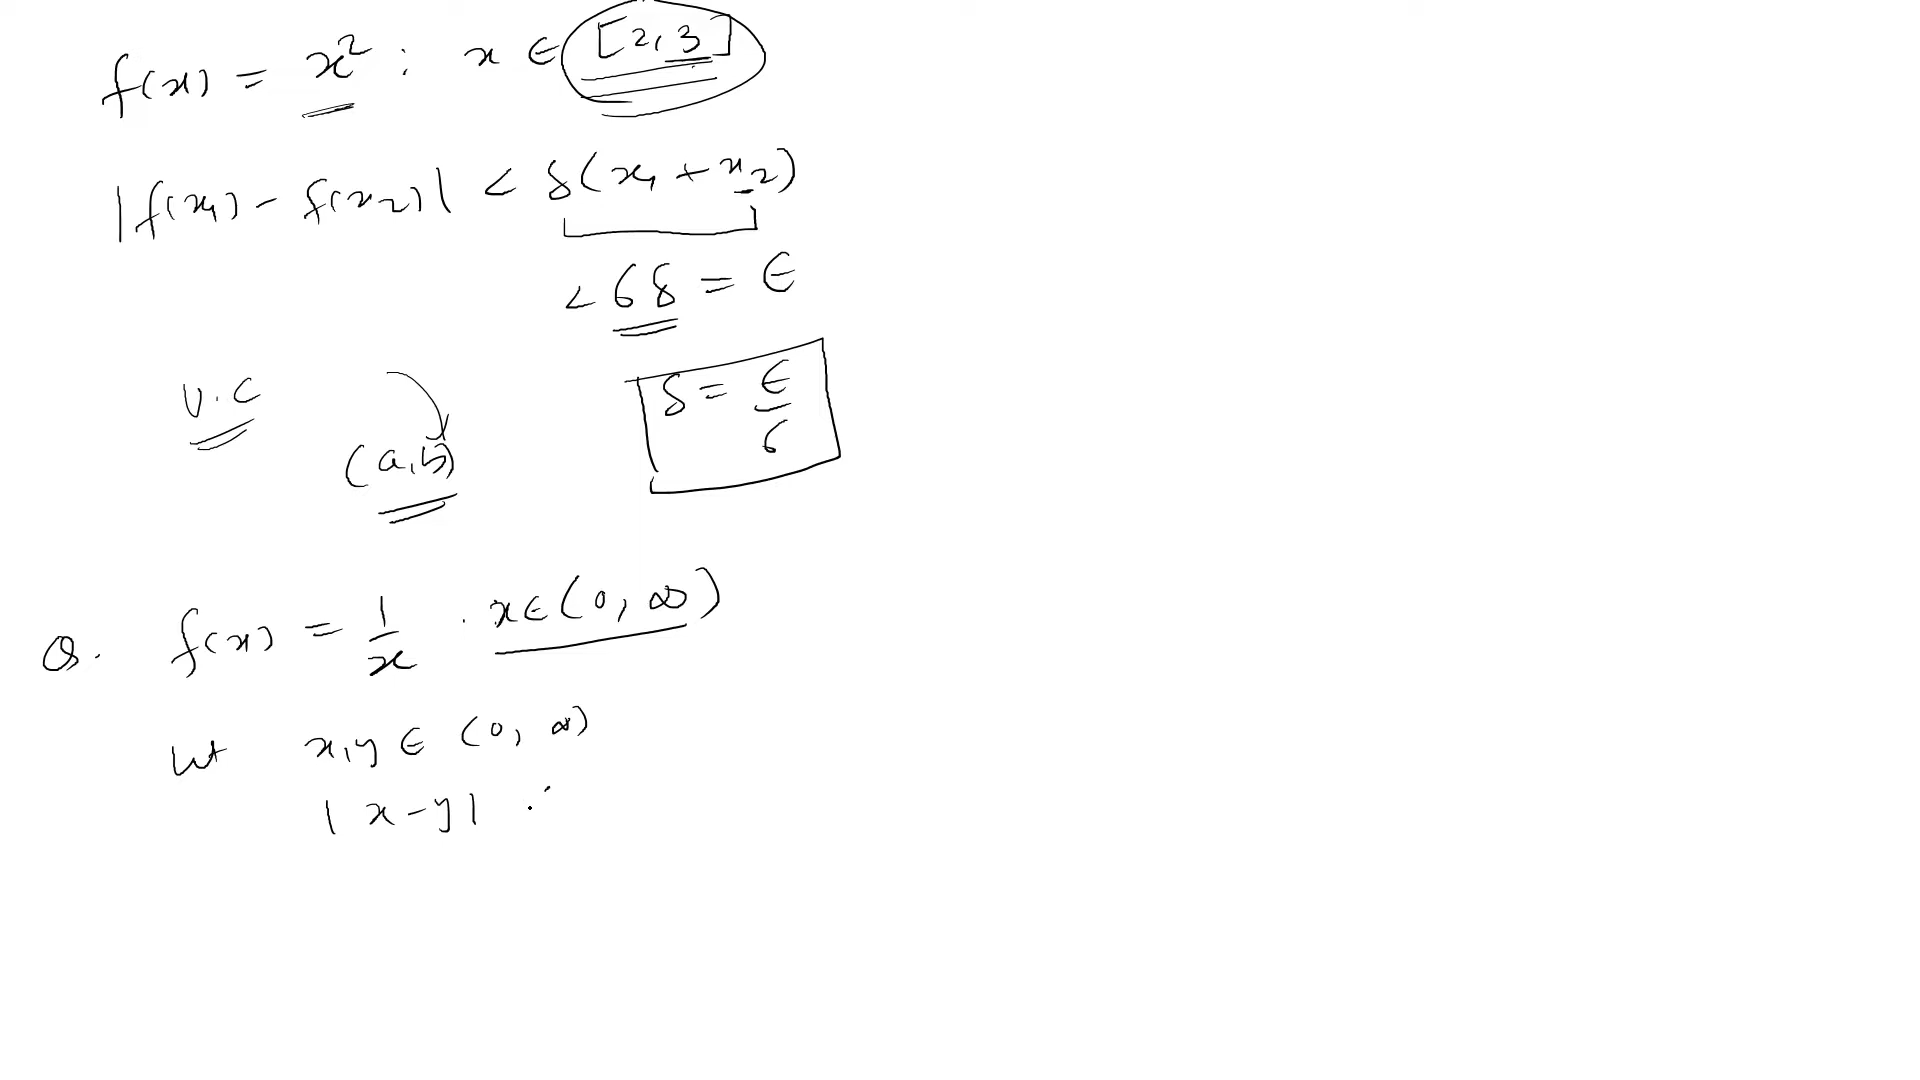 f(x) = x² : x ∈ [2, 3]
|f(x₁) - f(x₂)| < δ(x₁ + x₂)
< 6δ = ∈
U.C
(a, b)
δ = ∈/6
Q. f(x) = 1/x . x ∈ (0, ∞)
let x, y ∈ (0, ∞)
|x - y|